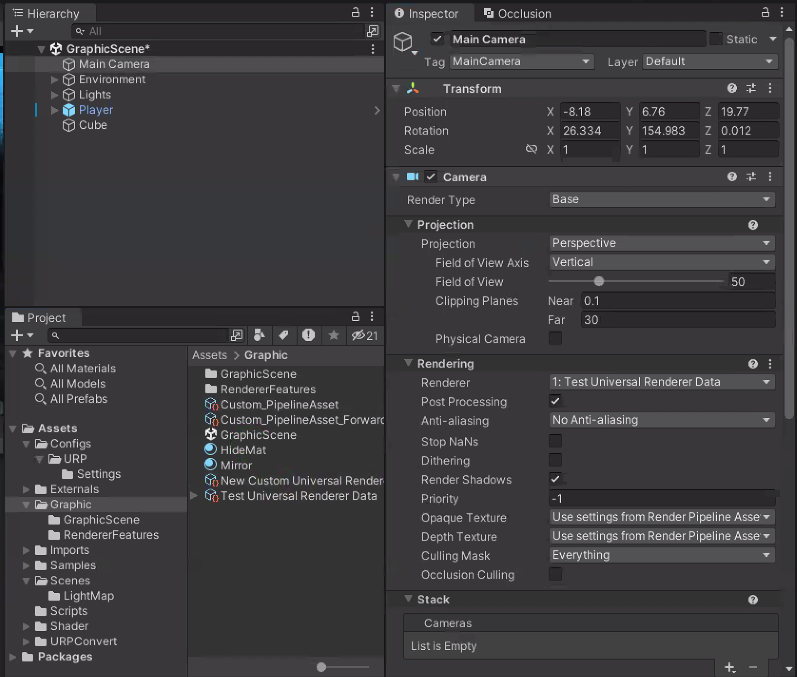 Hierarchy
All
GraphicScene*
Main Camera
Environment
Lights
Player
Cube
Project
21
Favorites
All Materials
All Models
All Prefabs
Assets
Configs
URP
Settings
Externals
Graphic
GraphicScene
RendererFeatures
Imports
Samples
Scenes
LightMap
Scripts
Shader
URPConvert
Packages
Assets > Graphic
GraphicScene
RendererFeatures
Custom_PipelineAsset
Custom_PipelineAsset_Forward
GraphicScene
HideMat
Mirror
New Custom Universal Rendere
Test Universal Renderer Data
Inspector Occlusion
Main Camera Static
Tag MainCamera Layer Default
Transform
Position X -8.18 Y 6.76 Z 19.77
Rotation X 26.334 Y 154.983 Z 0.012
Scale X 1 Y 1 Z 1
Camera
Render Type Base
Projection
Projection Perspective
Field of View Axis Vertical
Field of View 50
Clipping Planes Near 0.1
Far 30
Physical Camera
Rendering
Renderer 1: Test Universal Renderer Data
Post Processing
Anti-aliasing No Anti-aliasing
Stop NaNs
Dithering
Render Shadows
Priority -1
Opaque Texture Use settings from Render Pipeline Asse
Depth Texture Use settings from Render Pipeline Asse
Culling Mask Everything
Occlusion Culling
Stack
Cameras
List is Empty